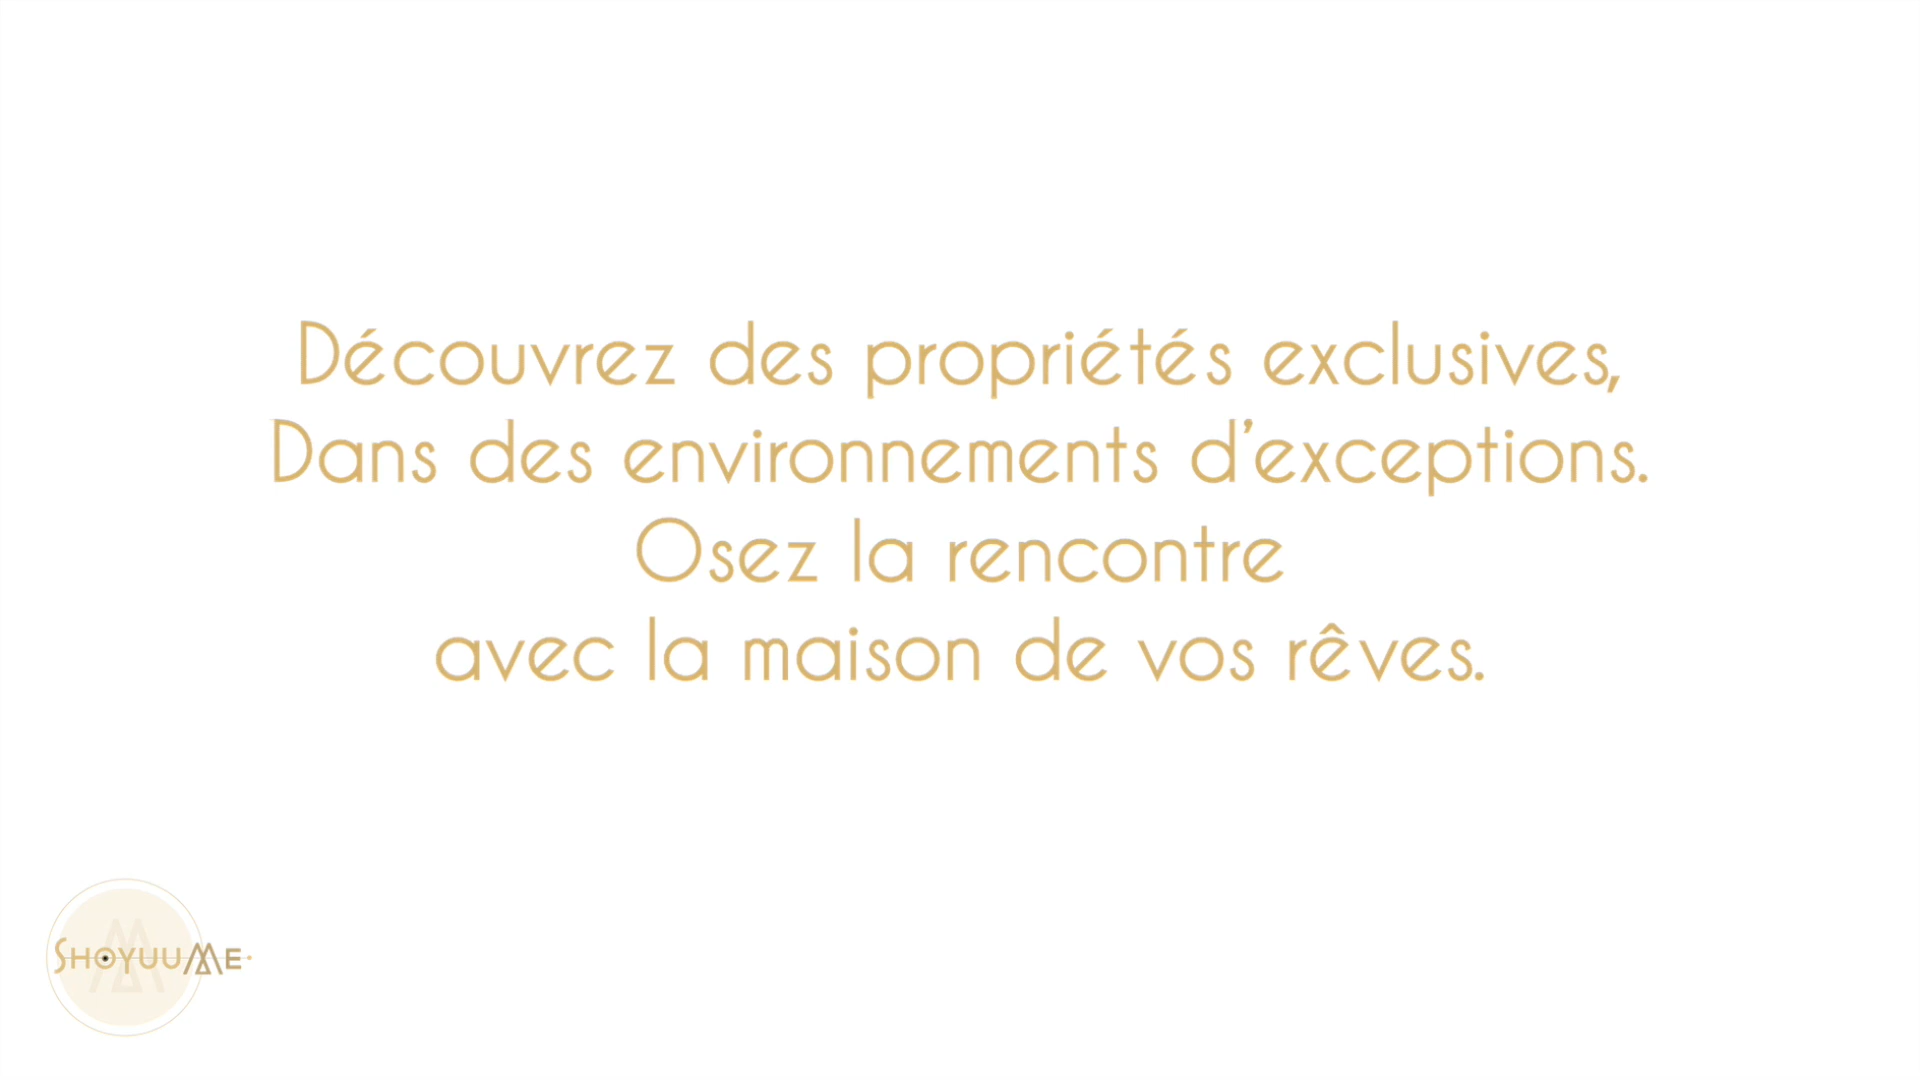 Découvrez des propriétés exclusives,
Dans des environnements d’exceptions.
Osez la rencontre
avec la maison de vos rêves.
SHOYUUME